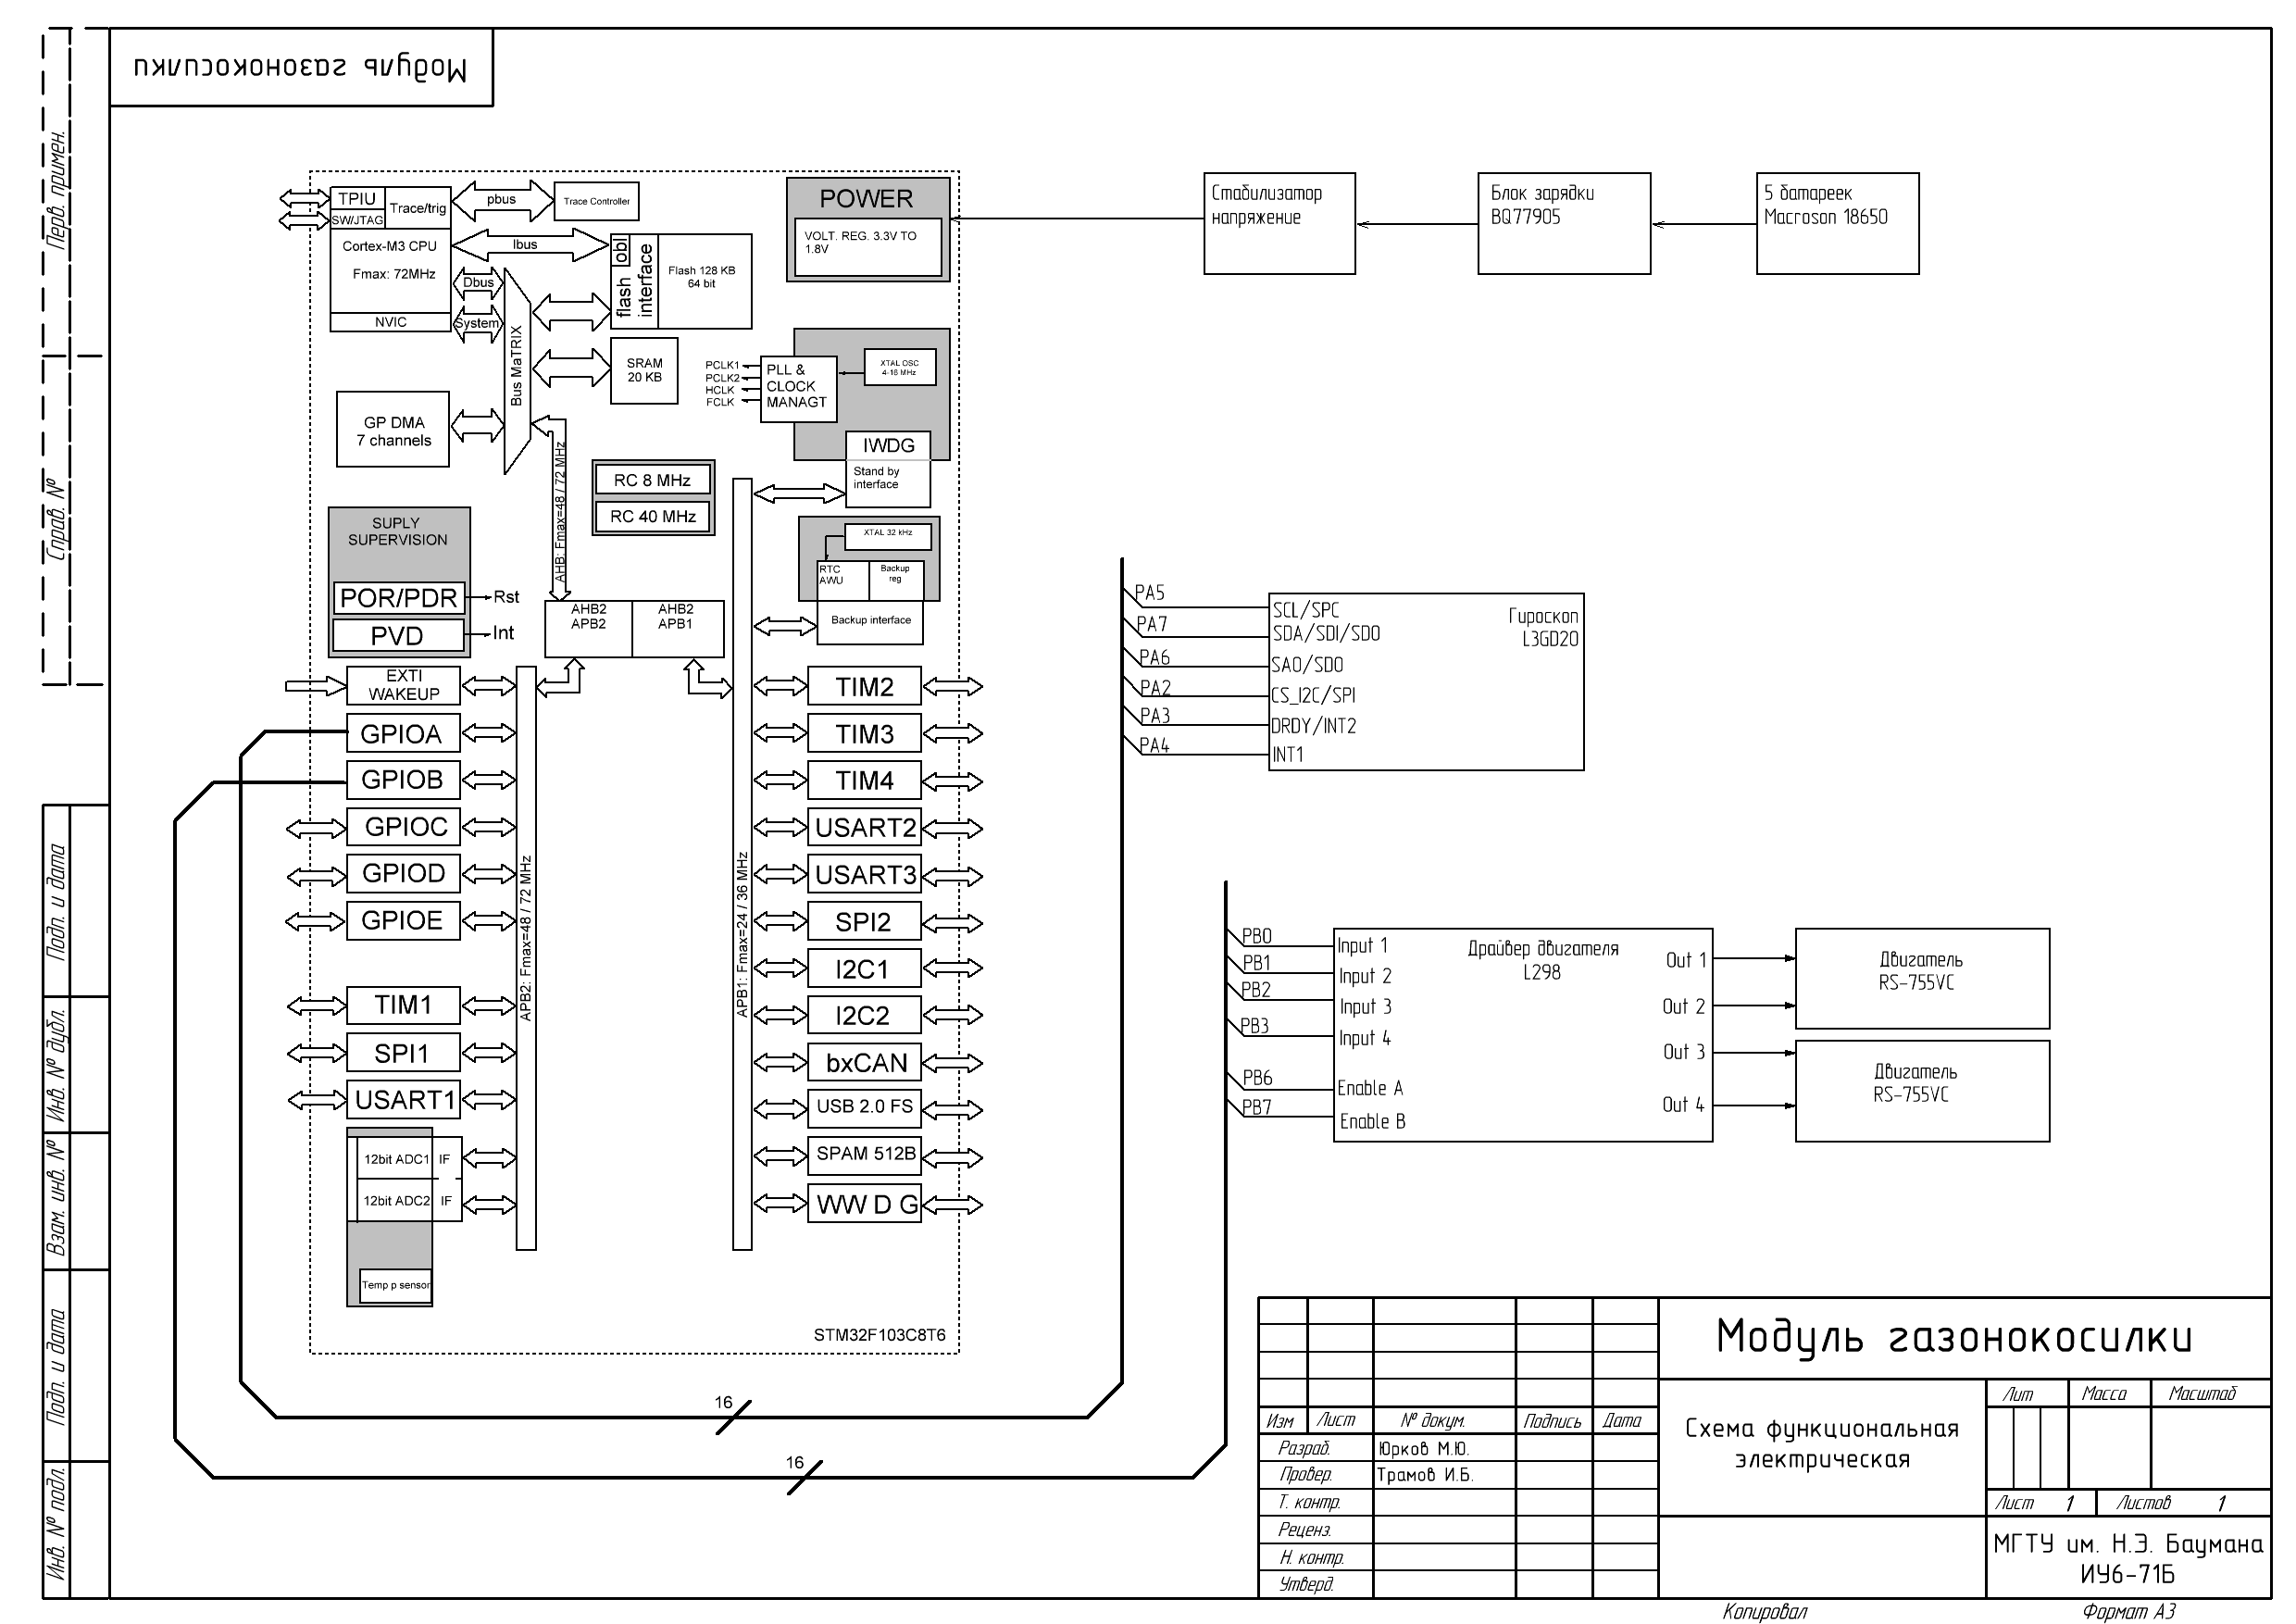 Модуль газонокосилки
Перв. примен.
Справ. №
Подп. и дата
Инв. № дубл.
Взам. инв. №
Подп. и дата
Инв. № подл.
TPIU
SW/JTAG
Trace/trig
Cortex-M3 CPU
Fmax: 72MHz
NVIC
pbus
Trace Controller
Ibus
Dbus
System
Bus MaTRIX
obl
flash interface
Flash 128 KB
64 bit
SRAM
20 KB
GP DMA
7 channels
AHB: Fmax=48 / 72 MHz
POWER
VOLT. REG. 3.3V TO
1.8V
PCLK1
PCLK2
HCLK
FCLK
PLL &
CLOCK
MANAGT
XTAL OSC
4-16 MHz
IWDG
Stand by
interface
RC 8 MHz
RC 40 MHz
SUPLY
SUPERVISION
POR/PDR
Rst
PVD
Int
XTAL 32 kHz
RTC
AWU
Backup
reg
Backup interface
AHB2
APB2
AHB2
APB1
EXTI
WAKEUP
GPIOA
GPIOB
GPIOC
GPIOD
GPIOE
TIM1
SPI1
USART1
12bit ADC1
IF
12bit ADC2
IF
Temp p sensor
APB2: Fmax=48 / 72 MHz
APB1: Fmax=24 / 36 MHz
TIM2
TIM3
TIM4
USART2
USART3
SPI2
I2C1
I2C2
bxCAN
USB 2.0 FS
SPAM 512B
WW D G
STM32F103C8T6
16
16
Стабилизатор
напряжение
Блок зарядки
BQ77905
5 батареек
Macroson 18650
PA5
PA7
PA6
PA2
PA3
PA4
SCL/SPC
SDA/SDI/SDO
SAO/SDO
CS_I2C/SPI
DRDY/INT2
INT1
Гироскоп
L3GD20
PB0
PB1
PB2
PB3
PB6
PB7
Input 1
Input 2
Input 3
Input 4
Enable A
Enable B
Драйвер двигателя
L298
Out 1
Out 2
Out 3
Out 4
Двигатель
RS-755VC
Двигатель
RS-755VC
Модуль газонокосилки
Схема функциональная
электрическая
Лит
Масса
Масштаб
Изм
Лист
№ докум.
Подпись
Дата
Разраб.
Юрков М.Ю.
Провер.
Трамов И.Б.
Т. контр.
Реценз.
Н. контр.
Утверд.
Лист 1
Листов 1
МГТУ им. Н.Э. Баумана
ИУ6-71Б
Копировал
Формат А3